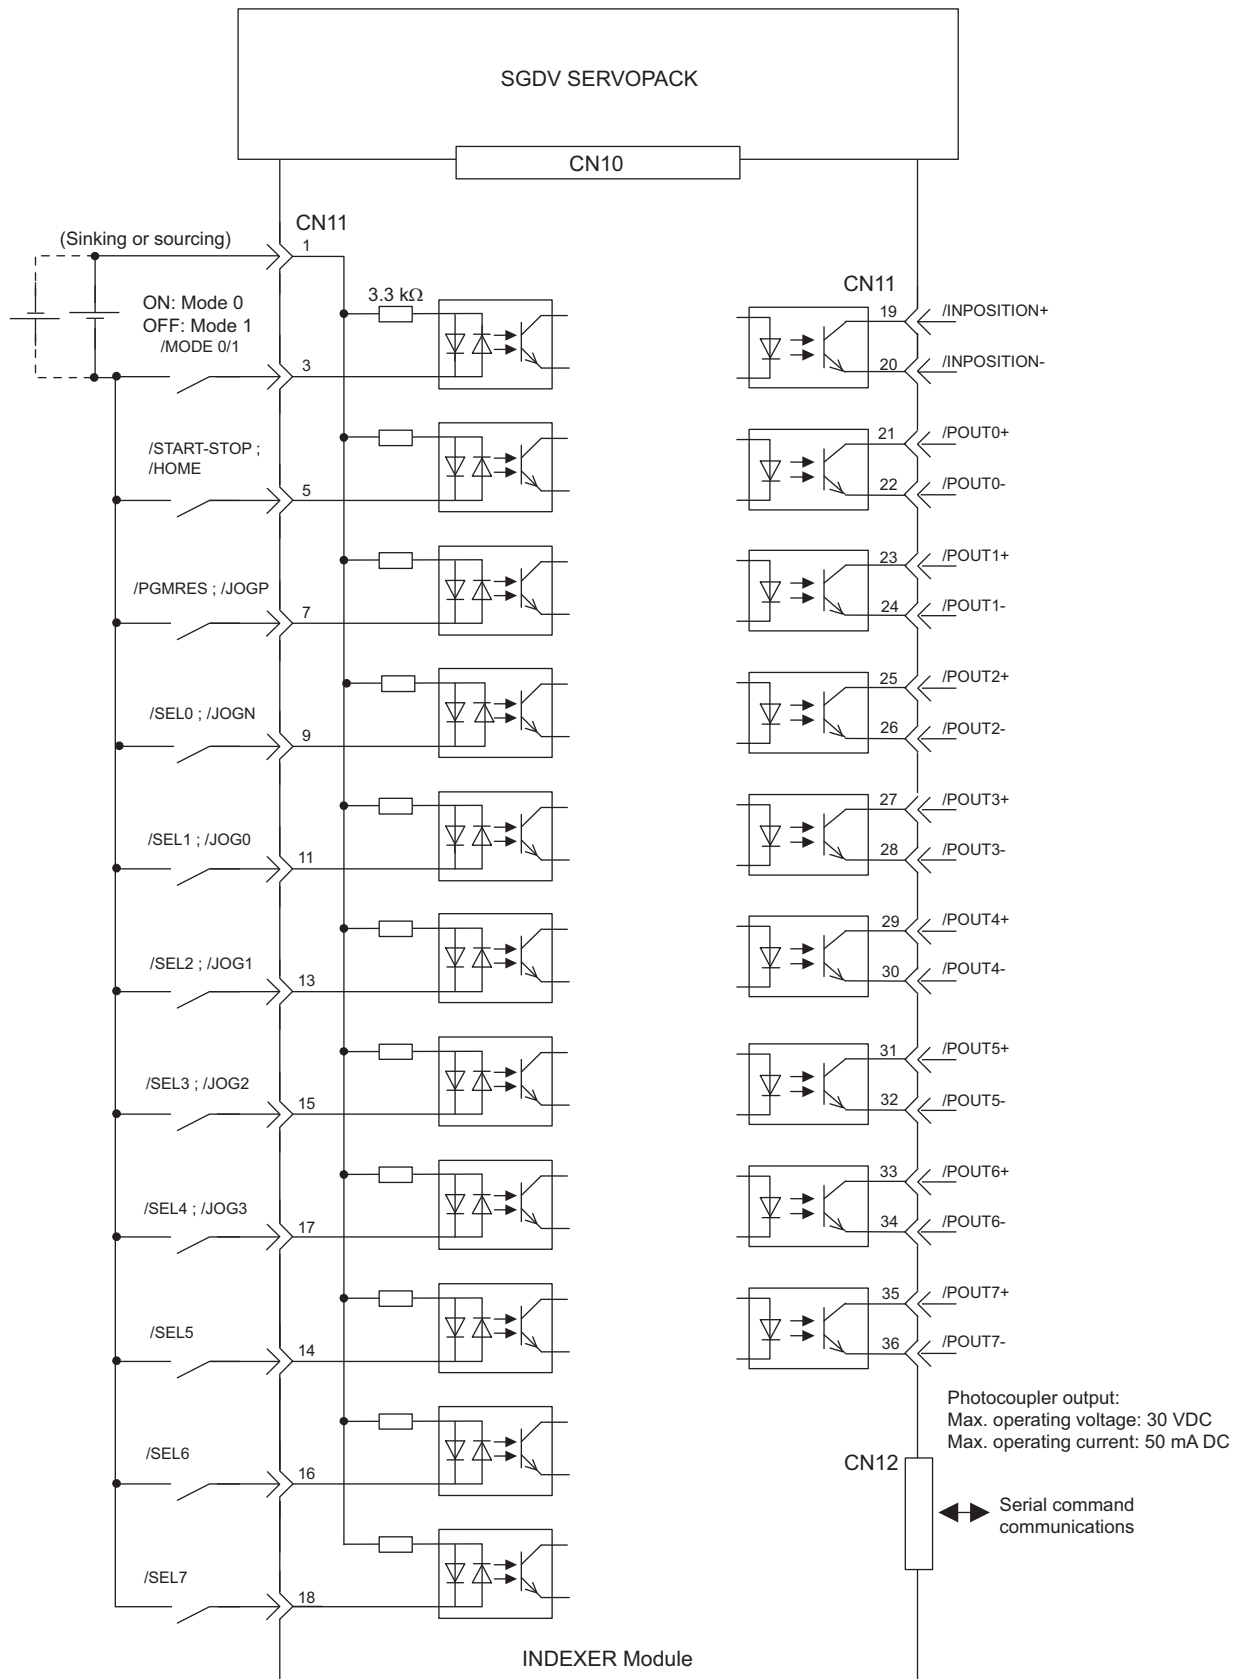 SGDV SERVOPACK
CN10
CN11
(Sinking or sourcing)
1
3.3 kΩ
ON: Mode 0
OFF: Mode 1
/MODE 0/1
3
/START-STOP ;
/HOME
5
/PGMRES ; /JOGP
7
/SEL0 ; /JOGN
9
/SEL1 ; /JOG0
11
/SEL2 ; /JOG1
13
/SEL3 ; /JOG2
15
/SEL4 ; /JOG3
17
/SEL5
14
/SEL6
16
/SEL7
18
CN11
19 /INPOSITION+
20 /INPOSITION-
21 /POUT0+
22 /POUT0-
23 /POUT1+
24 /POUT1-
25 /POUT2+
26 /POUT2-
27 /POUT3+
28 /POUT3-
29 /POUT4+
30 /POUT4-
31 /POUT5+
32 /POUT5-
33 /POUT6+
34 /POUT6-
35 /POUT7+
36 /POUT7-
Photocoupler output:
Max. operating voltage: 30 VDC
Max. operating current: 50 mA DC
CN12
Serial command
communications
INDEXER Module